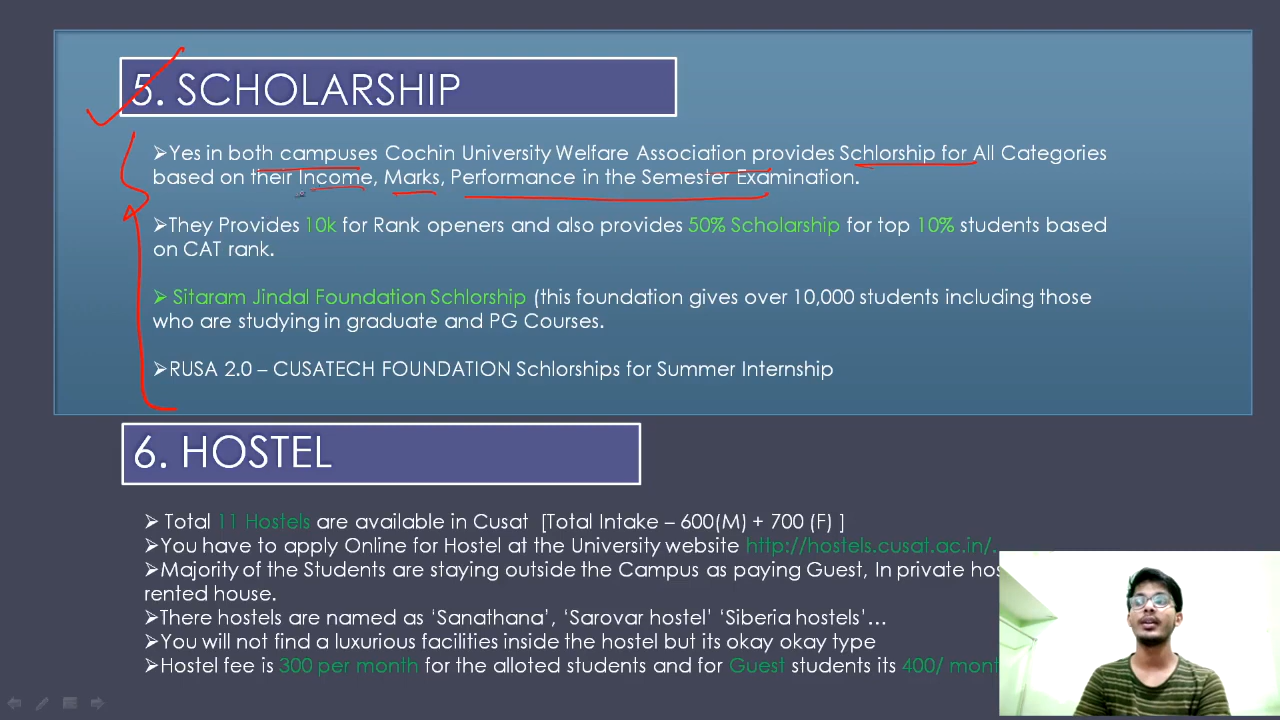 5. SCHOLARSHIP
➤Yes in both campuses Cochin University Welfare Association provides Schlorship for All Categories
based on their Income, Marks, Performance in the Semester Examination.
➤They Provides 10k for Rank openers and also provides 50% Scholarship for top 10% students based
on CAT rank.
➤ Sitaram Jindal Foundation Schlorship (this foundation gives over 10,000 students including those
who are studying in graduate and PG Courses.
➤RUSA 2.0 – CUSATECH FOUNDATION Schlorships for Summer Internship
6. HOSTEL
➤ Total 11 Hostels are available in Cusat [Total Intake – 600(M) + 700 (F) ]
➤You have to apply Online for Hostel at the University website http://hostels.cusat.ac.in/.
➤Majority of the Students are staying outside the Campus as paying Guest, In private
rented house.
➤There hostels are named as 'Sanathana', 'Sarovar hostel' 'Siberia hostels'…
➤You will not find a luxurious facilities inside the hostel but its okay okay type
➤Hostel fee is 300 per month for the alloted students and for Guest students its 400/